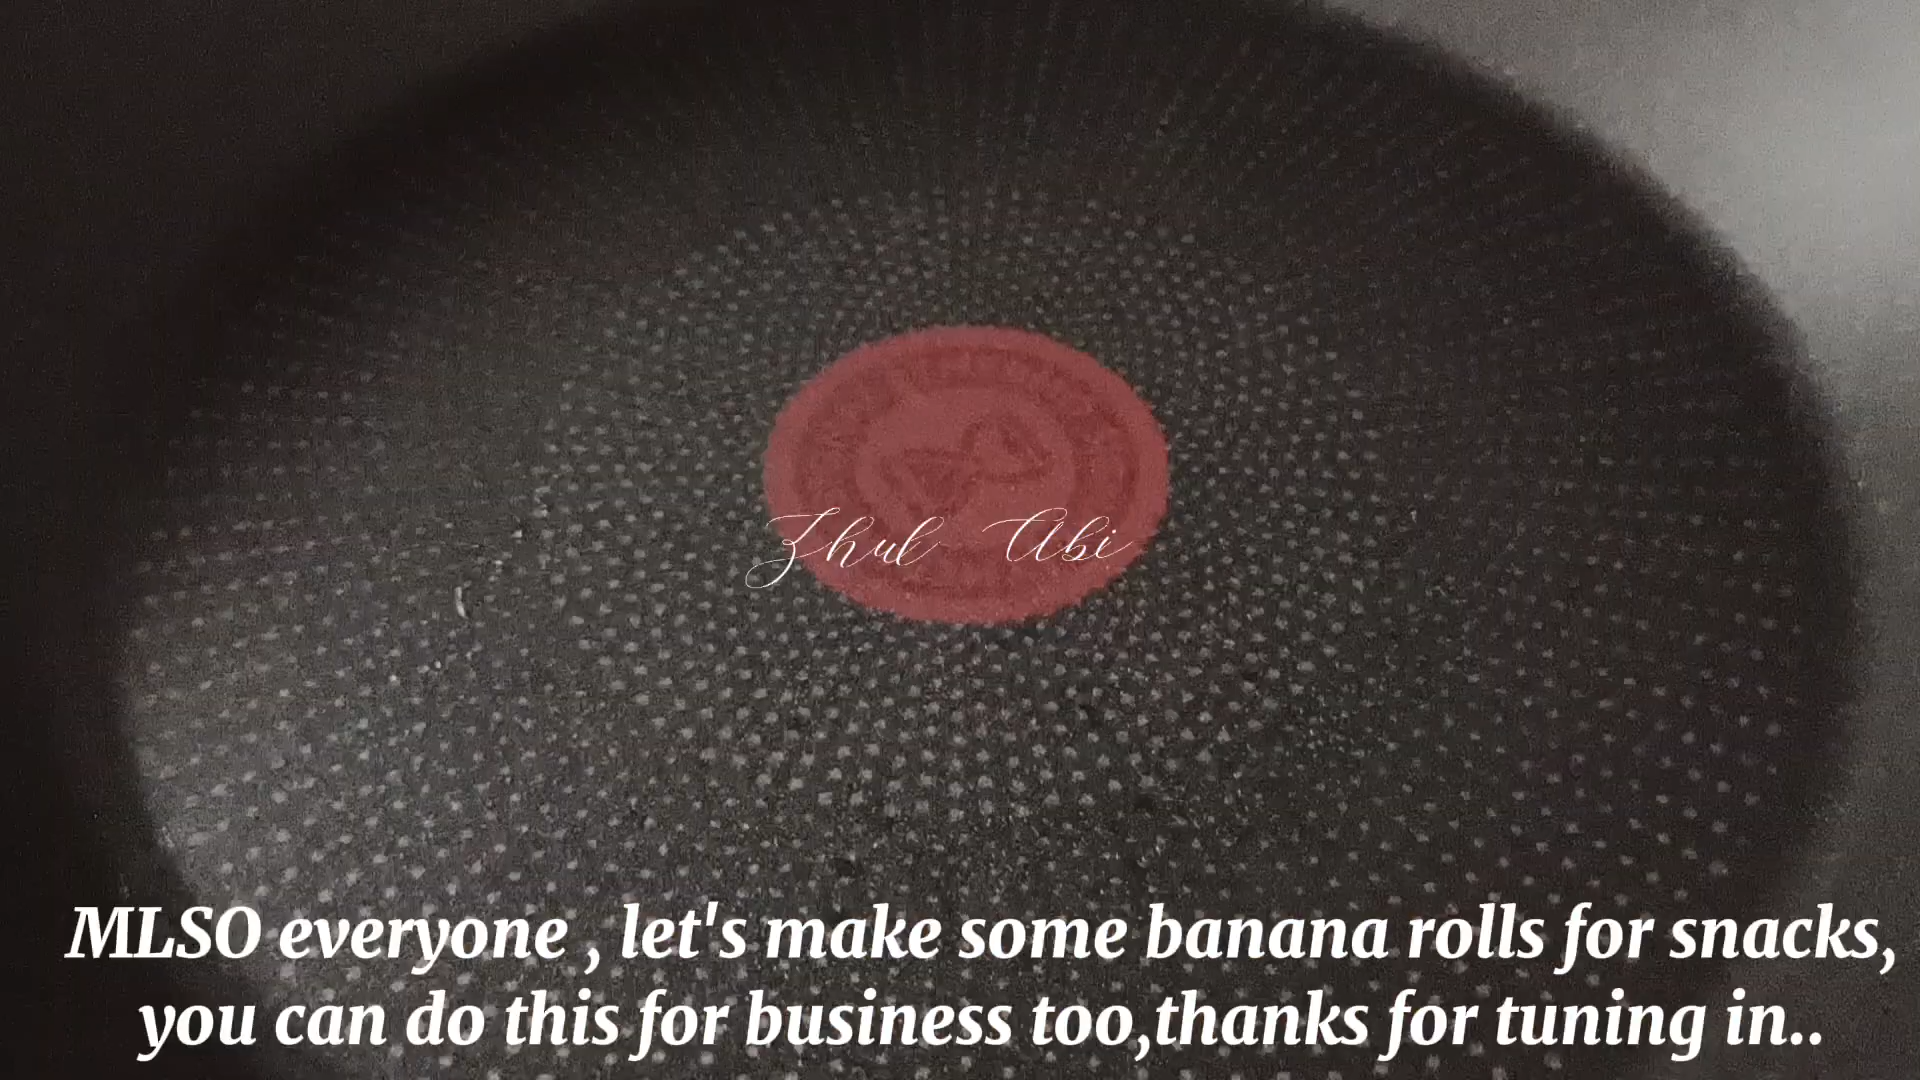 Zhul Abi
MLSO everyone , let's make some banana rolls for snacks,
you can do this for business too,thanks for tuning in..